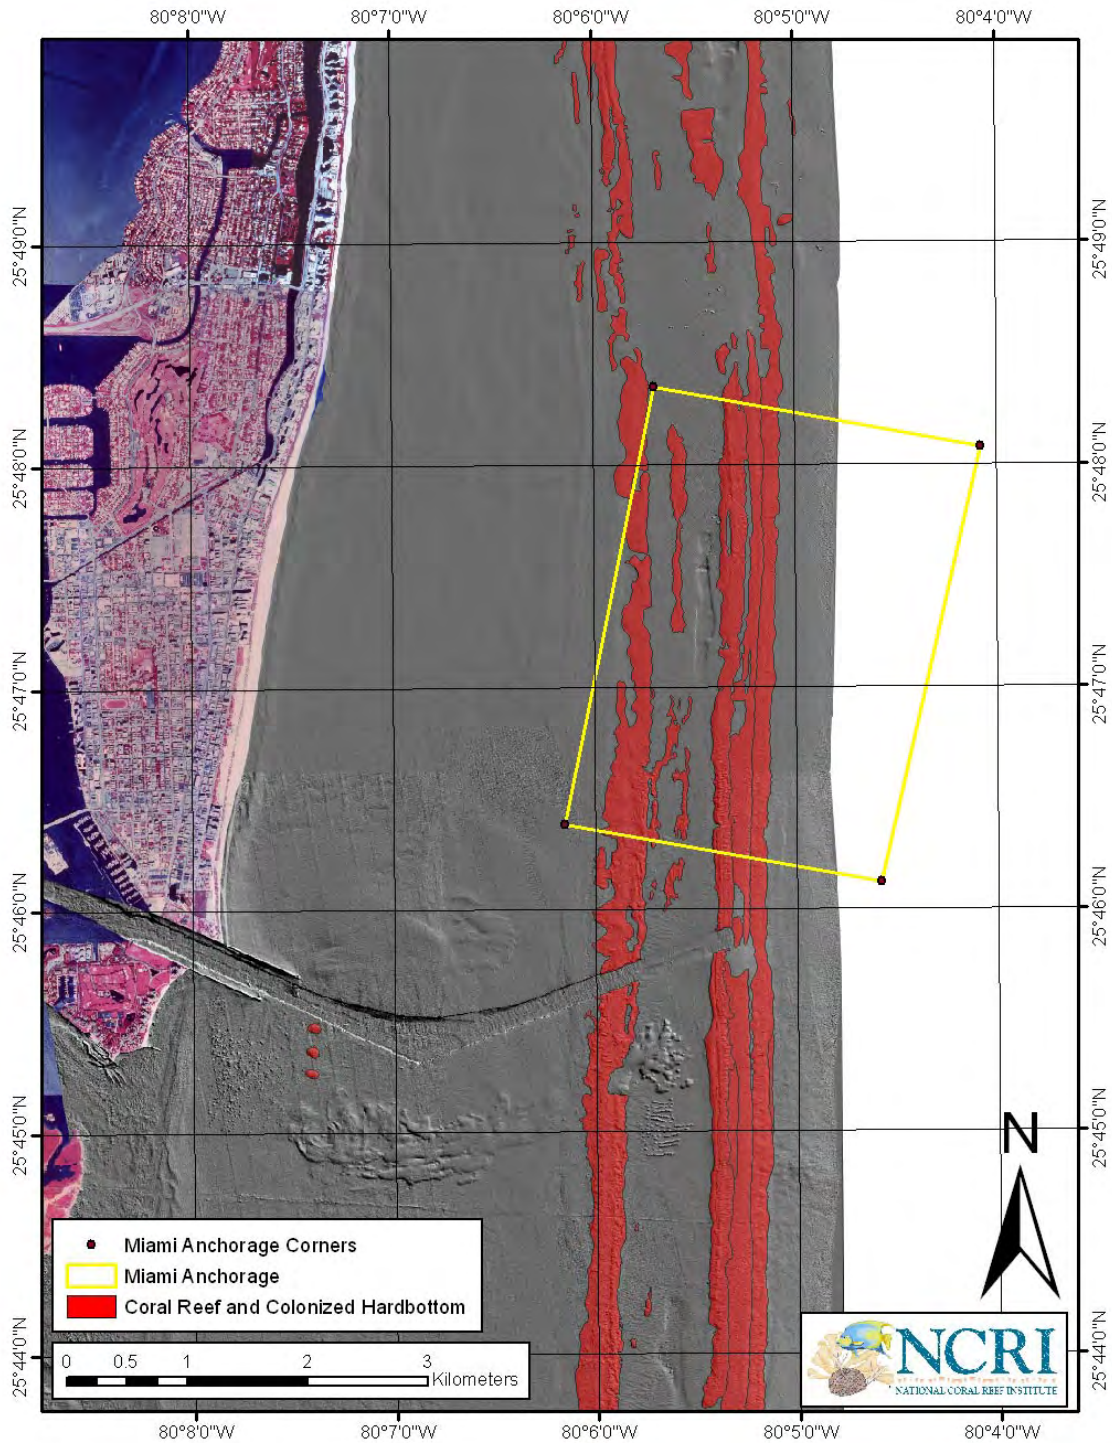 80°8'0"W 80°7'0"W 80°6'0"W 80°5'0"W 80°4'0"W
25°49'0"N 25°49'0"N
25°48'0"N 25°48'0"N
25°47'0"N 25°47'0"N
25°46'0"N 25°46'0"N
25°45'0"N 25°45'0"N
25°44'0"N 25°44'0"N
N
Miami Anchorage Corners
Miami Anchorage
Coral Reef and Colonized Hardbottom
0 0.5 1 2 3
Kilometers
NCRI
NATIONAL CORAL REEF INSTITUTE
80°8'0"W 80°7'0"W 80°6'0"W 80°5'0"W 80°4'0"W